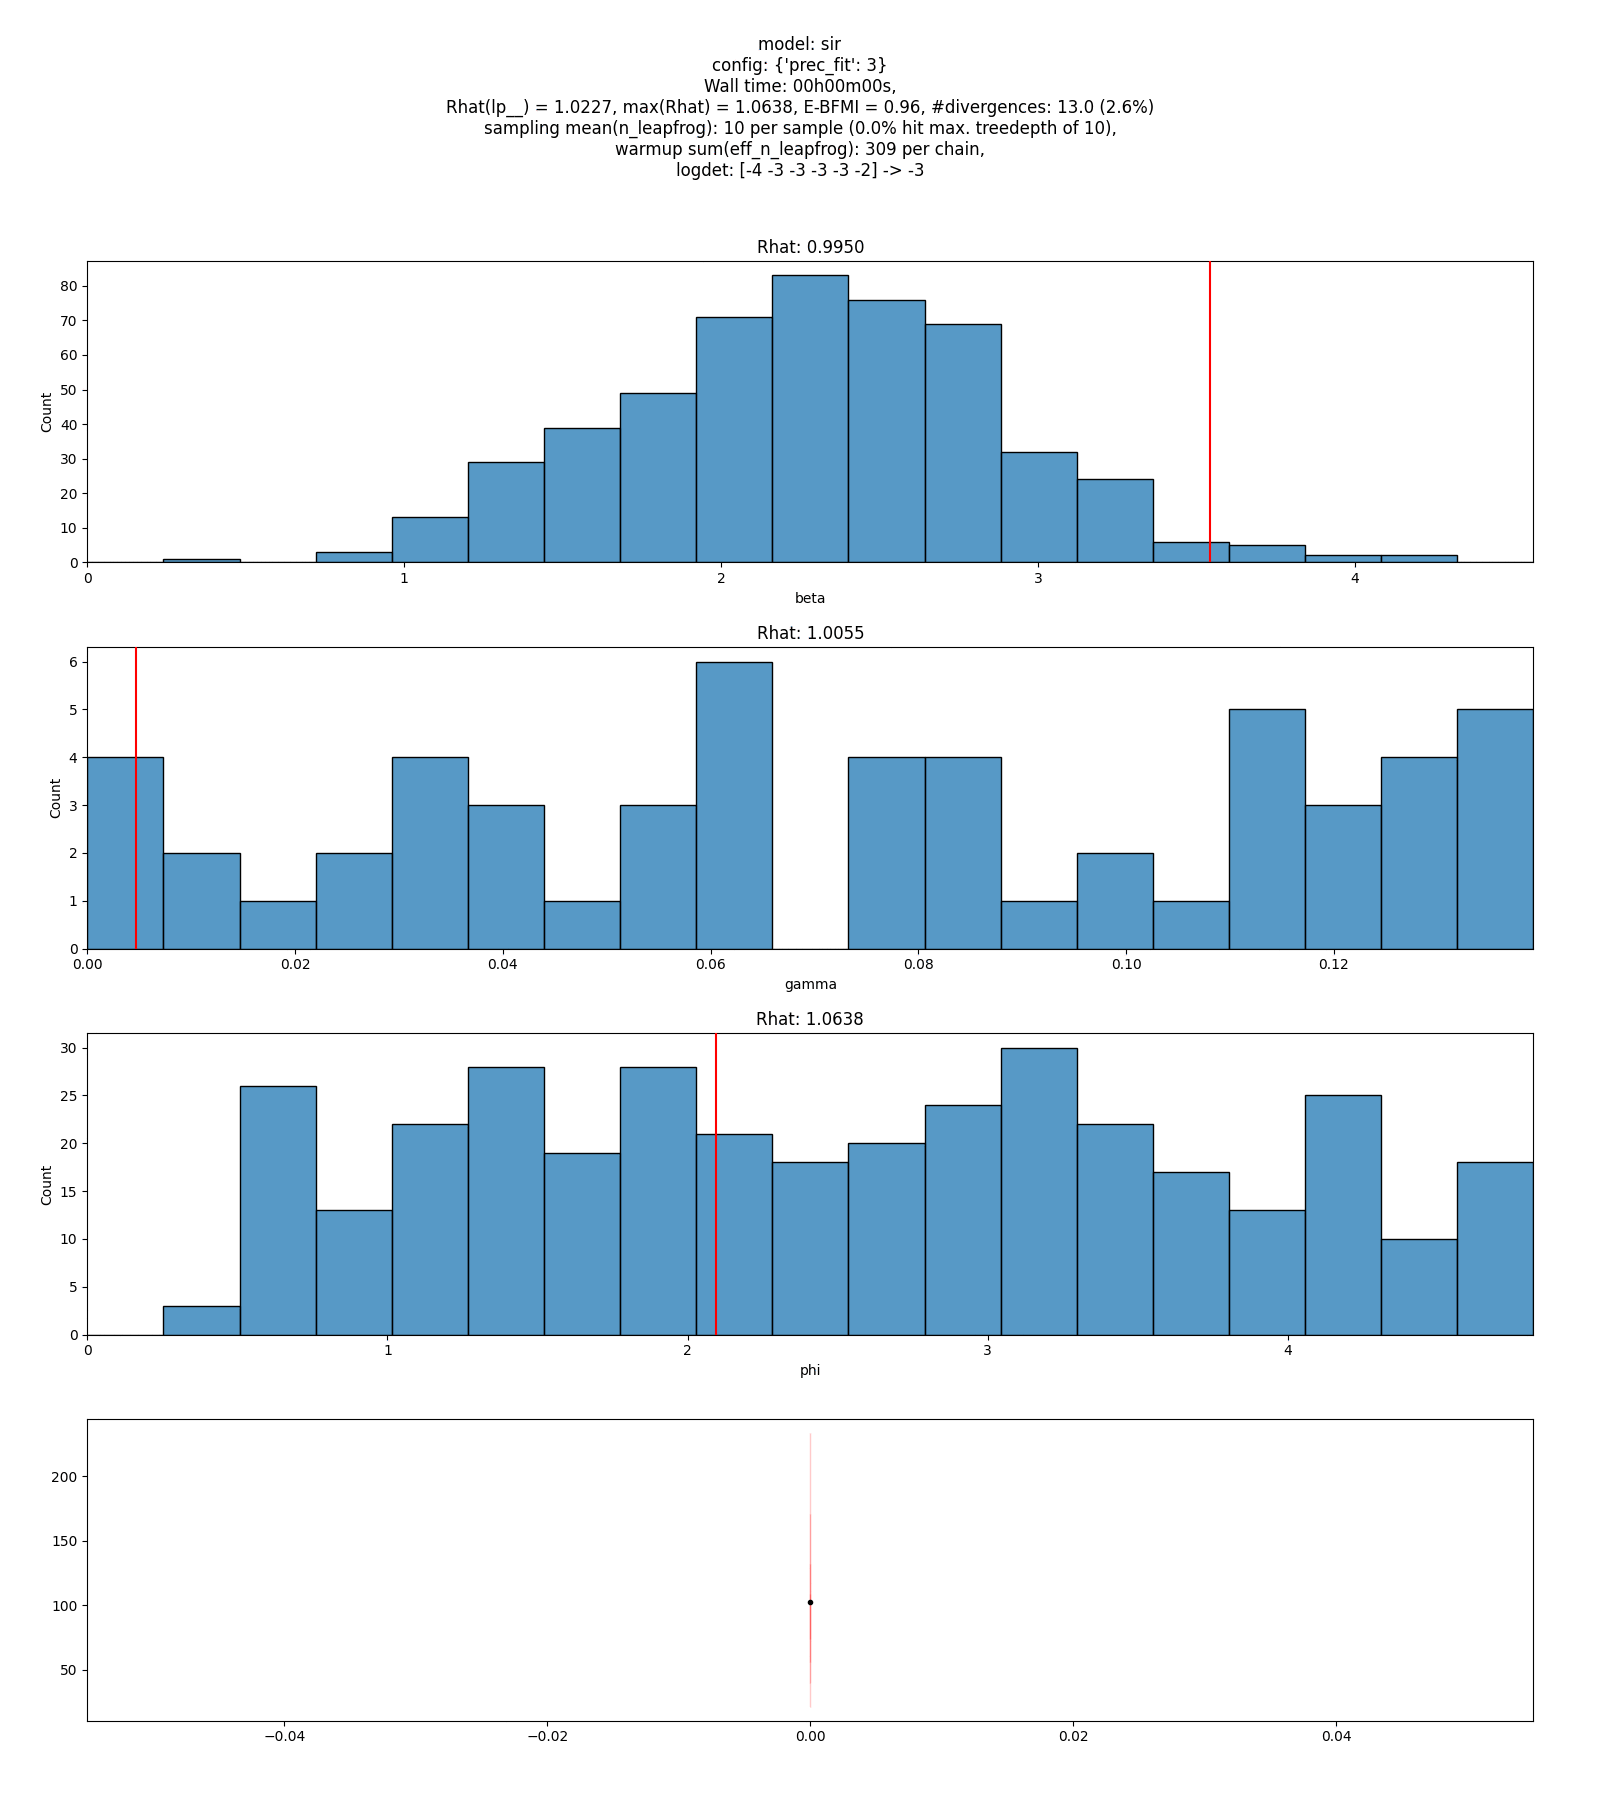 model: sir
config: {'prec_fit': 3}
Wall time: 00h00m00s,
Rhat(lp__) = 1.0227, max(Rhat) = 1.0638, E-BFMI = 0.96, #divergences: 13.0 (2.6%)
sampling mean(n_leapfrog): 10 per sample (0.0% hit max. treedepth of 10),
warmup sum(eff_n_leapfrog): 309 per chain,
logdet: [-4 -3 -3 -3 -3 -2] -> -3
Rhat: 0.9950
80
70
60
50
40
30
20
10
0
Count
0 1 2 3 4
beta
Rhat: 1.0055
6
5
4
3
2
1
0
Count
0.00 0.02 0.04 0.06 0.08 0.10 0.12
gamma
Rhat: 1.0638
30
25
20
15
10
5
0
Count
0 1 2 3 4
phi
200
150
100
50
−0.04 −0.02 0.00 0.02 0.04